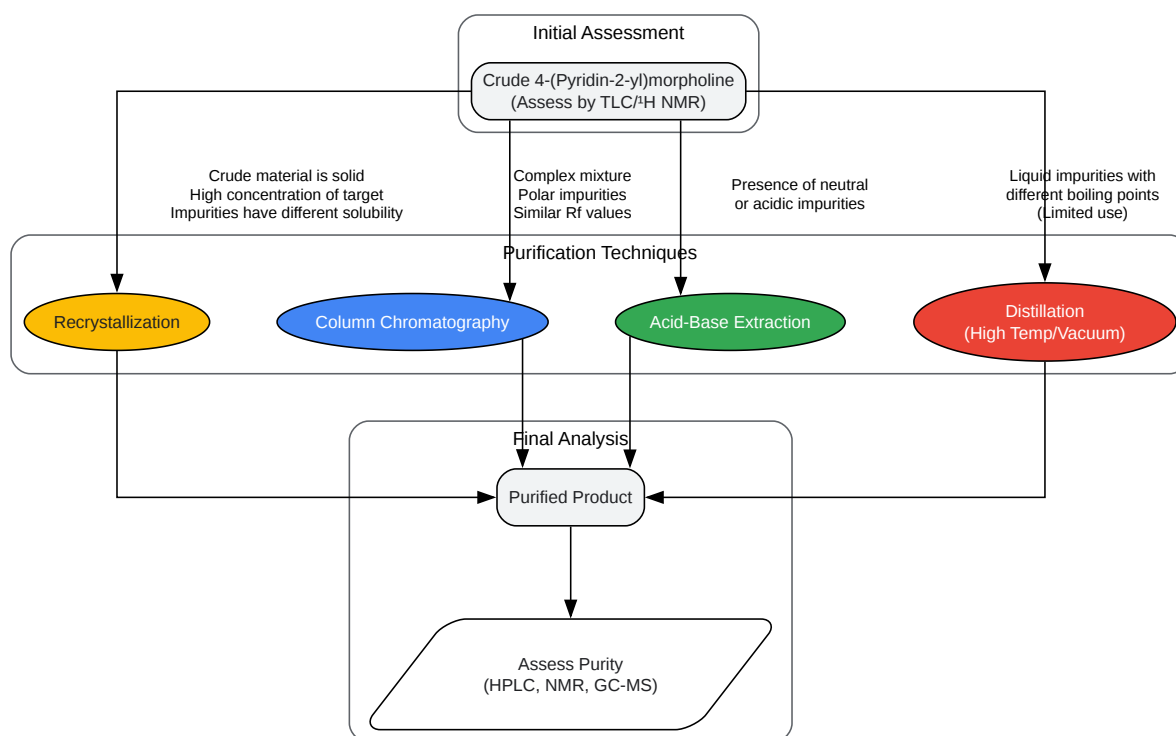 Initial Assessment
Crude 4-(Pyridin-2-yl)morpholine
(Assess by TLC/¹H NMR)
Crude material is solid
High concentration of target
Impurities have different solubility
Complex mixture
Polar impurities
Similar Rf values
Presence of neutral
or acidic impurities
Liquid impurities with
different boiling points
(Limited use)
Purification Techniques
Recrystallization
Column Chromatography
Acid-Base Extraction
Distillation
(High Temp/Vacuum)
Final Analysis
Purified Product
Assess Purity
(HPLC, NMR, GC-MS)